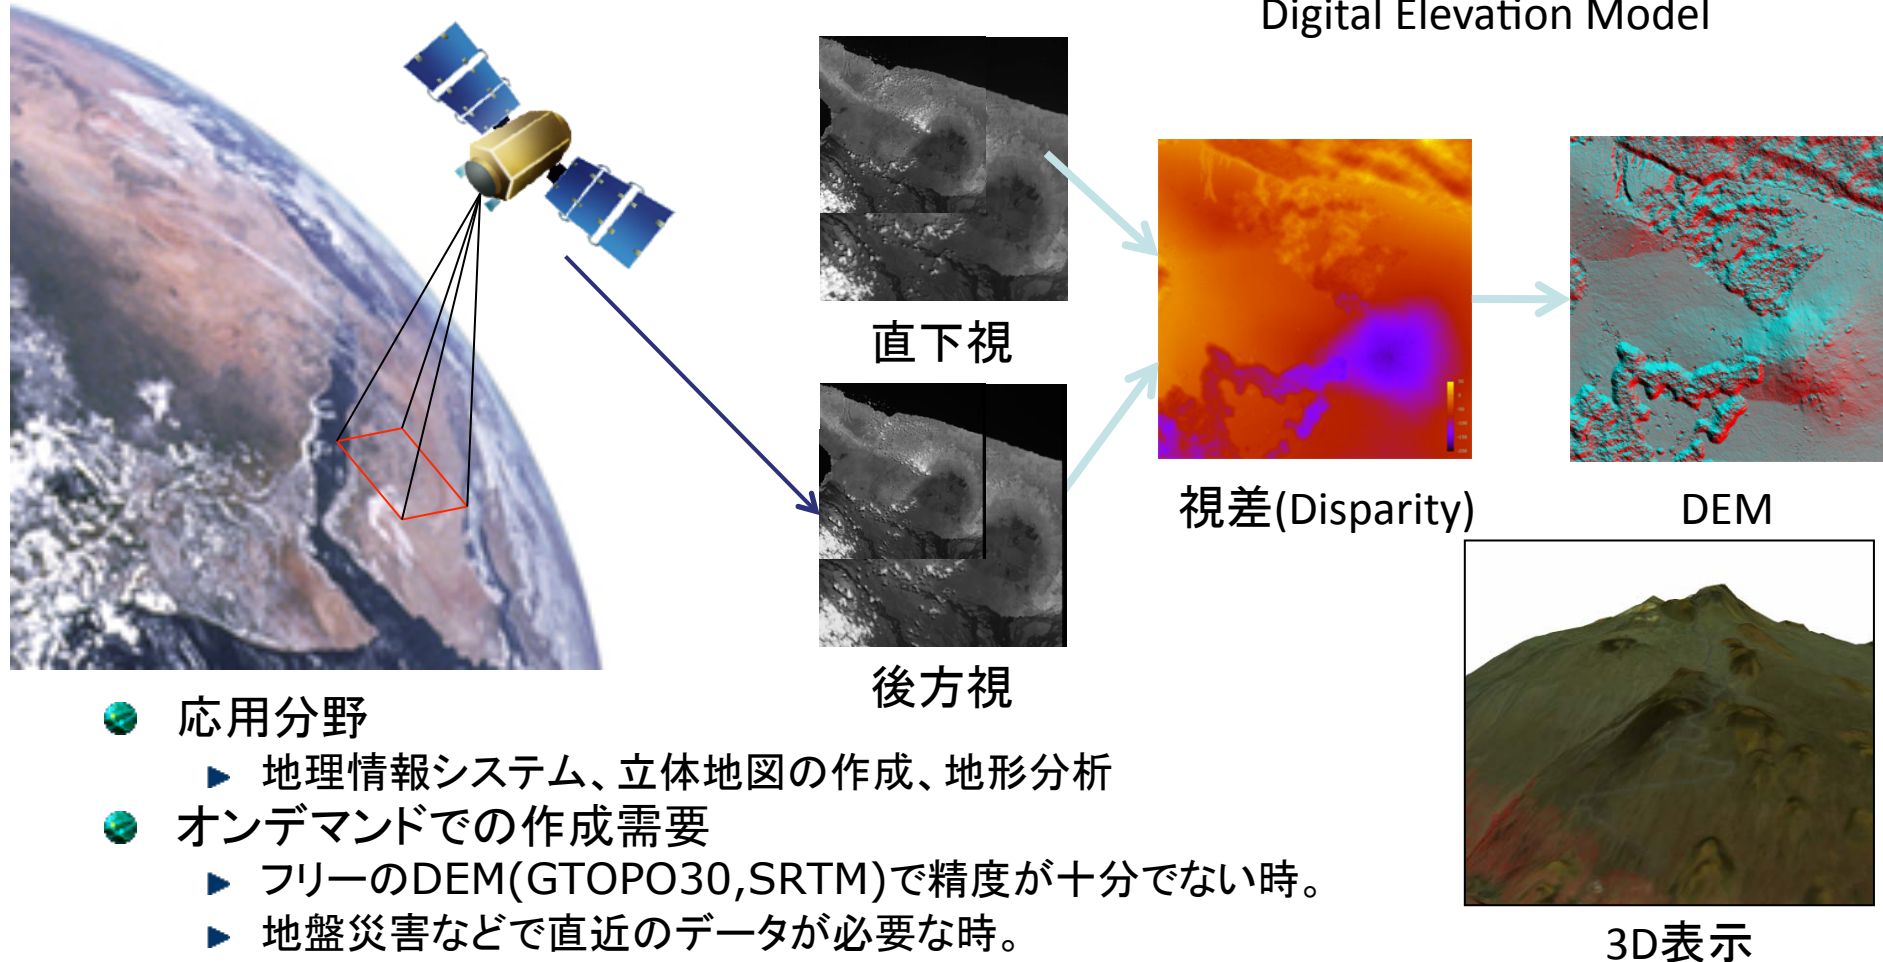 Digital Elevation Model
直下視
後方視
視差(Disparity)
DEM
応用分野
地理情報システム、立体地図の作成、地形分析
オンデマンドでの作成需要
フリーのDEM(GTOPO30,SRTM)で精度が十分でない時。
地盤災害などで直近のデータが必要な時。
3D表示